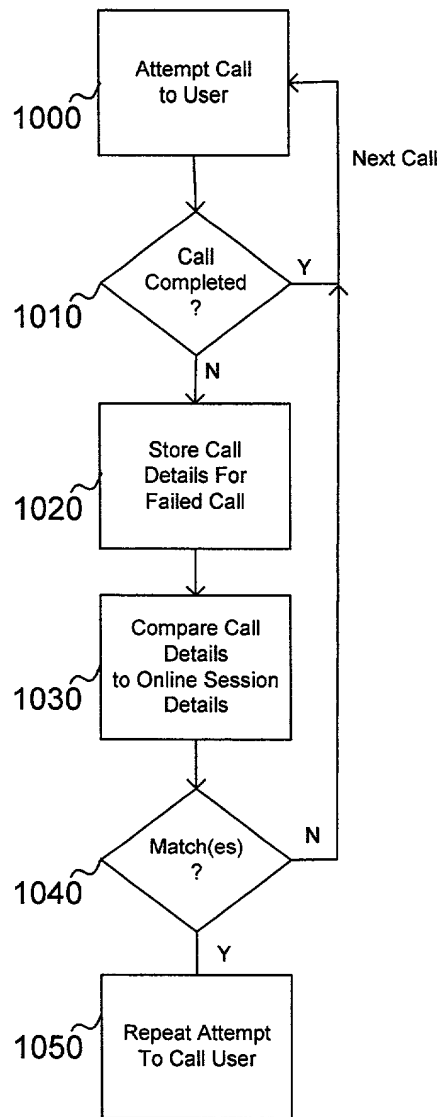 Attempt Call
to User
1000
Next Call
Call
Completed
?
Y
1010
N
Store Call
Details For
Failed Call
1020
Compare Call
Details
to Online Session
Details
1030
Match(es)
?
N
1040
Y
Repeat Attempt
To Call User
1050